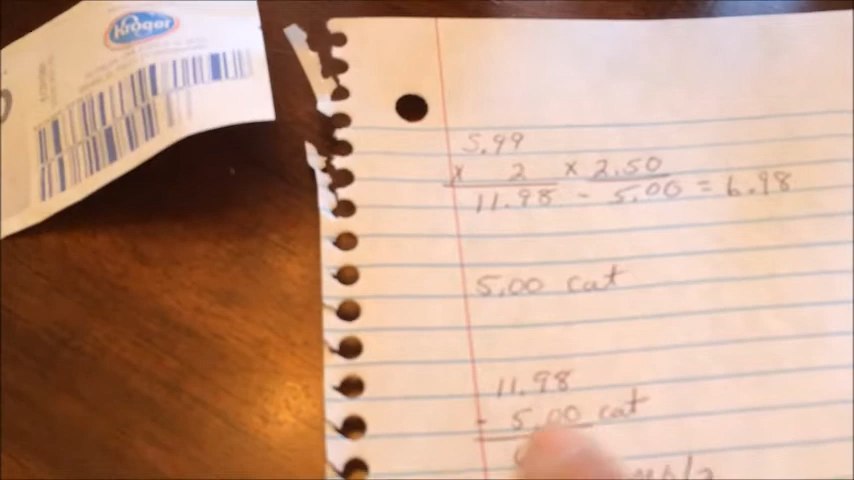 Kroger
5.99
x 2 x 2.50
11.98 - 5.00 = 6.98
5.00 cat
11.98
- 5.00 cat